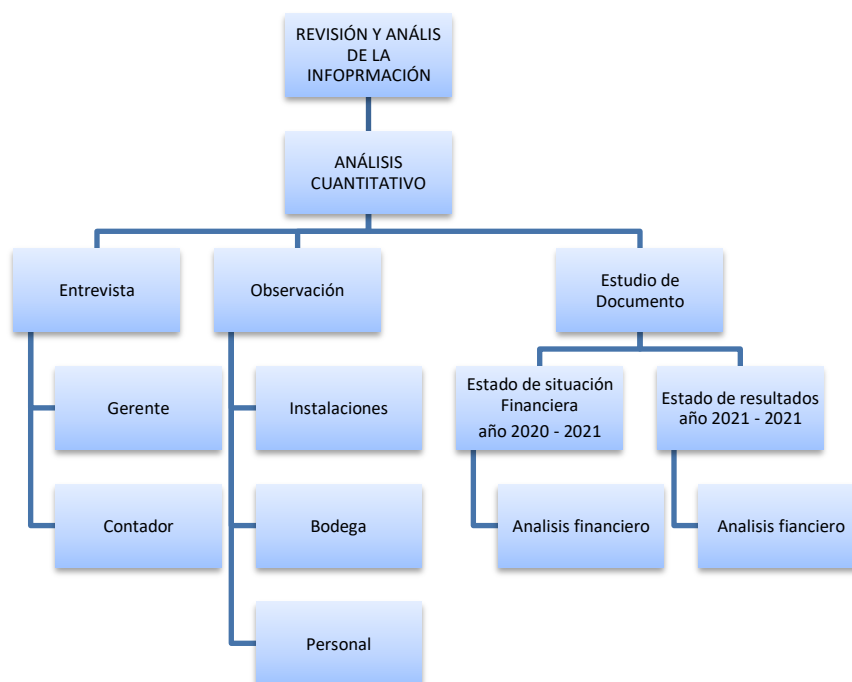 REVISIÓN Y ANÁLIS
DE LA
INFOPRMACIÓN
ANÁLISIS
CUANTITATIVO
Entrevista
Observación
Estudio de
Documento
Gerente
Instalaciones
Estado de situación
Financiera
año 2020 - 2021
Estado de resultados
año 2021 - 2021
Contador
Bodega
Analisis financiero
Analisis fianciero
Personal